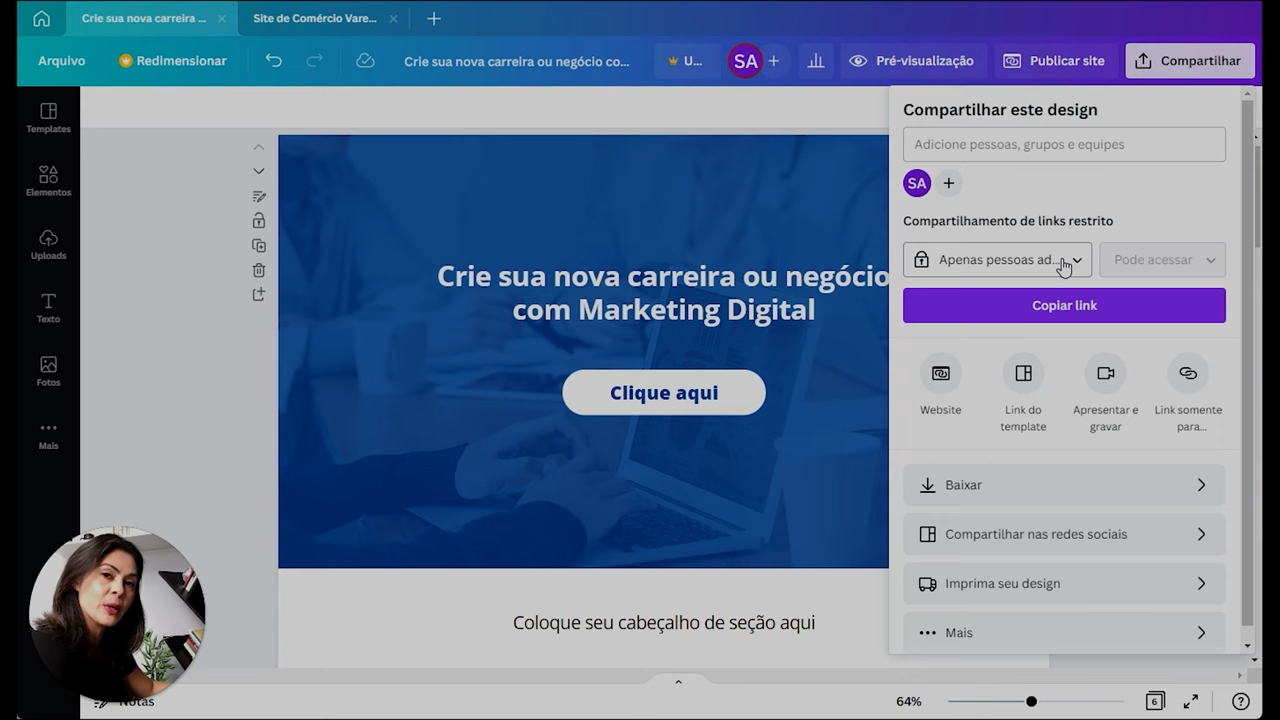 Crie sua nova carreira ...
Site de Comércio Vare...
Arquivo
Redimensionar
Crie sua nova carreira ou negócio co...
U...
SA
Pré-visualização
Publicar site
Compartilhar
Templates
Elementos
Uploads
Texto
Fotos
Mais
Crie sua nova carreira ou negócio
com Marketing Digital
Clique aqui
Coloque seu cabeçalho de seção aqui
Compartilhar este design
Adicione pessoas, grupos e equipes
SA
Compartilhamento de links restrito
Apenas pessoas ad...
Pode acessar
Copiar link
Website
Link do
template
Apresentar e
gravar
Link somente
para...
Baixar
Compartilhar nas redes sociais
Imprima seu design
Mais
Notas
64%
6